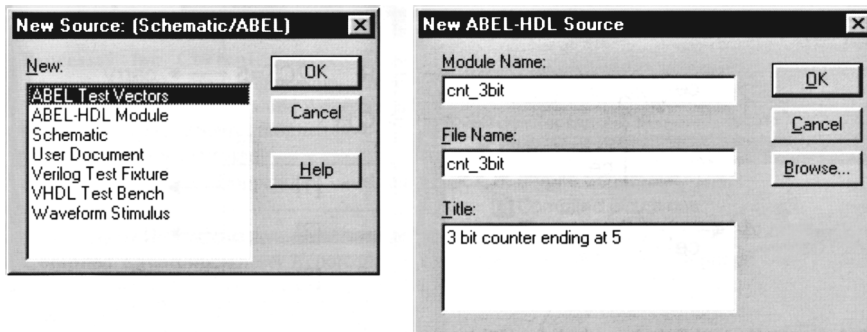 New Source: (Schematic/ABEL)
New:
ABEL Test Vectors
ABEL-HDL Module
Schematic
User Document
Verilog Test Fixture
VHDL Test Bench
Waveform Stimulus
OK
Cancel
Help
New ABEL-HDL Source
Module Name:
cnt_3bit
File Name:
cnt_3bit
Title:
3 bit counter ending at 5
OK
Cancel
Browse...